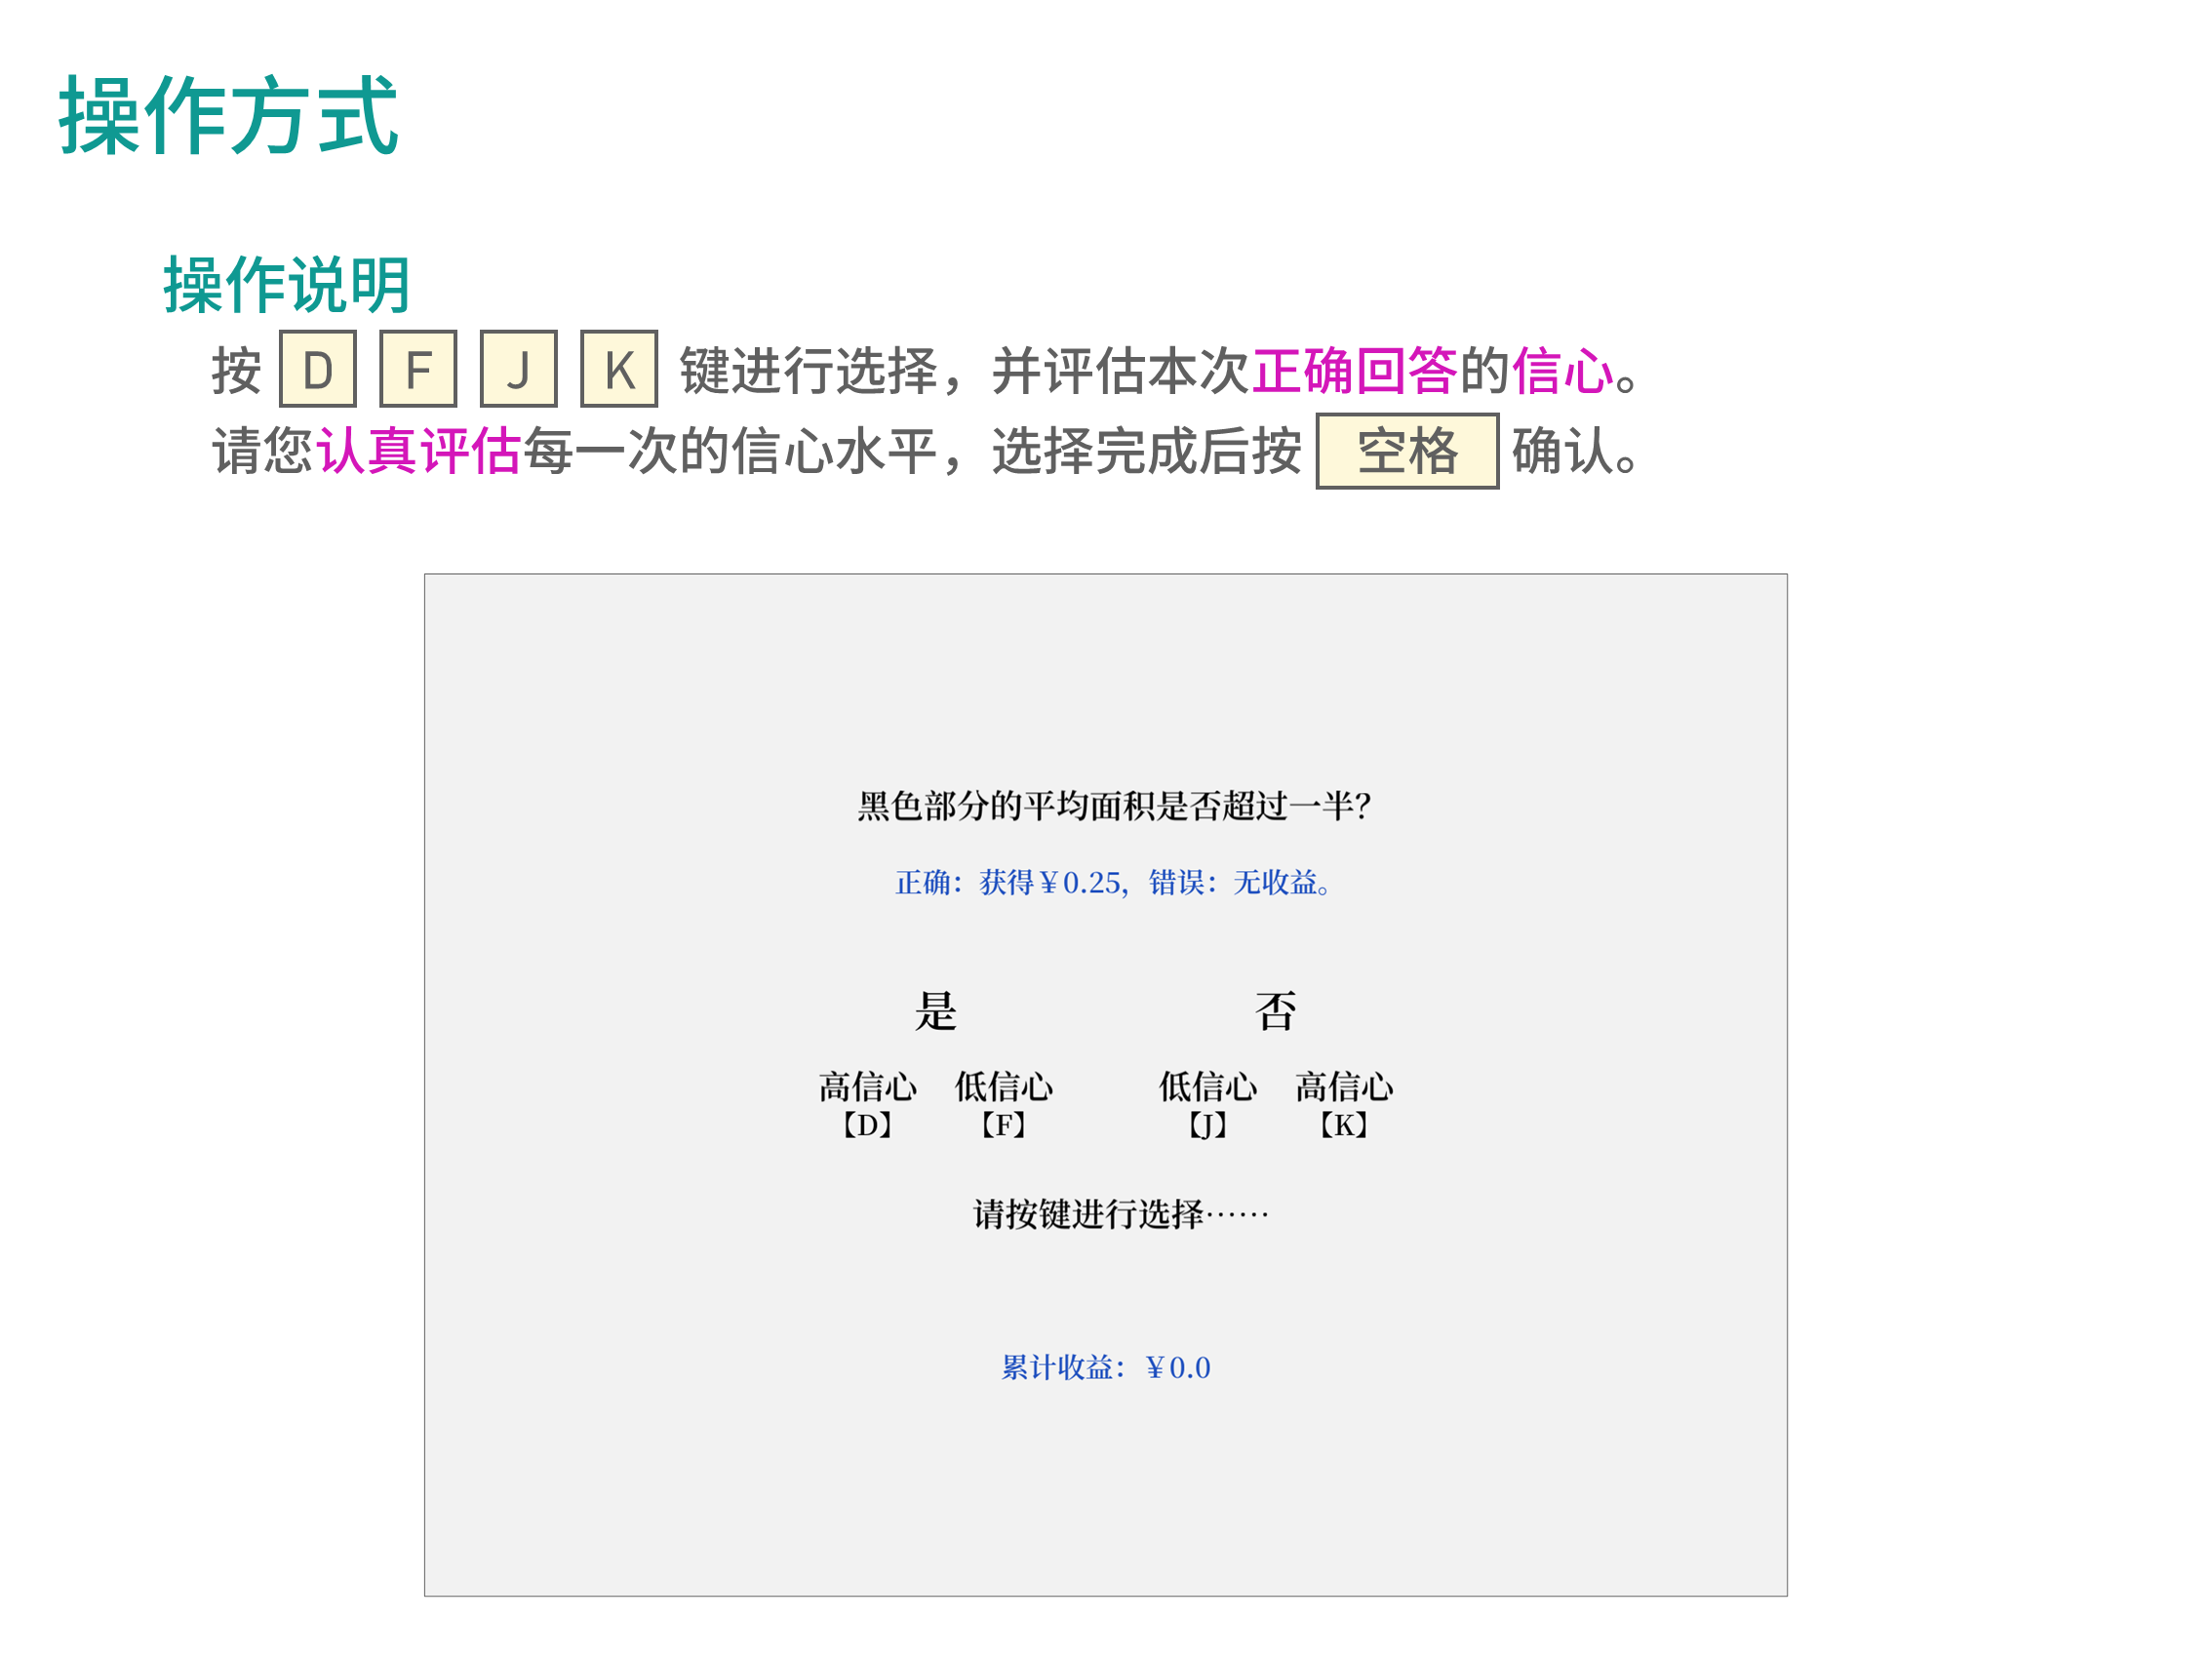 操作方式
操作说明
按 D F J K 键进行选择，并评估本次正确回答的信心。
请您认真评估每一次的信心水平，选择完成后按 空格 确认。
黑色部分的平均面积是否超过一半？
正确：获得￥0.25，错误：无收益。
是 否
高信心 低信心 低信心 高信心
【D】 【F】 【J】 【K】
请按键进行选择……
累计收益：￥0.0